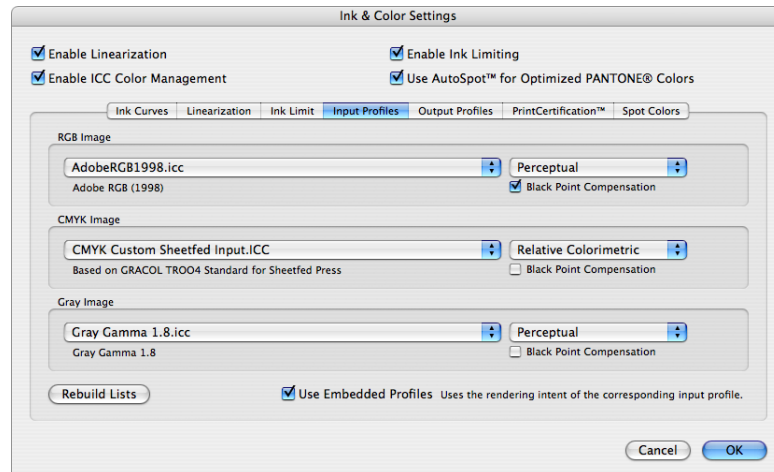 Ink & Color Settings
Enable Linearization
Enable Ink Limiting
Enable ICC Color Management
Use AutoSpot™ for Optimized PANTONE® Colors
Ink Curves Linearization Ink Limit Input Profiles Output Profiles PrintCertification™ Spot Colors
RGB Image
AdobeRGB1998.icc
Perceptual
Adobe RGB (1998)
Black Point Compensation
CMYK Image
CMYK Custom Sheetfed Input.ICC
Relative Colorimetric
Based on GRACOL TROO4 Standard for Sheetfed Press
Black Point Compensation
Gray Image
Gray Gamma 1.8.icc
Perceptual
Gray Gamma 1.8
Black Point Compensation
Rebuild Lists
Use Embedded Profiles Uses the rendering intent of the corresponding input profile.
Cancel
OK